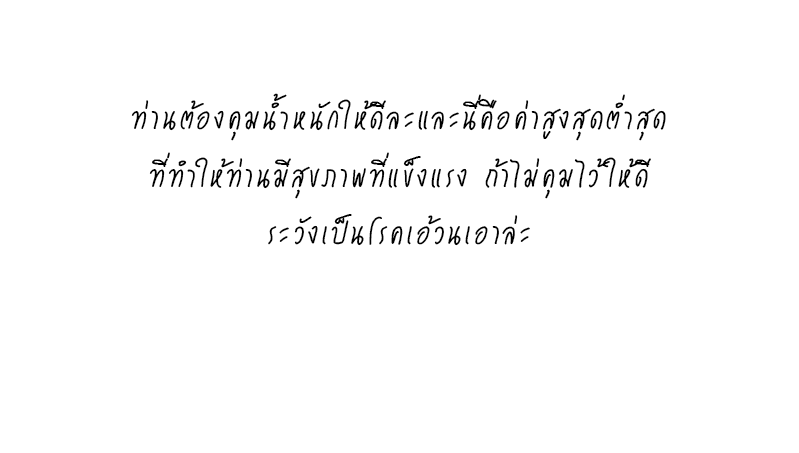 ท่านต้องคุมน้ำหนักให้ดีละและนี่คือค่าสูงสุดต่ำสุด
ที่ทำให้ท่านมีสุขภาพที่แข็งแรง ถ้าไม่คุมไว้ให้ดี
ระวังเป็นโรคเอ้วนเอาล่ะ